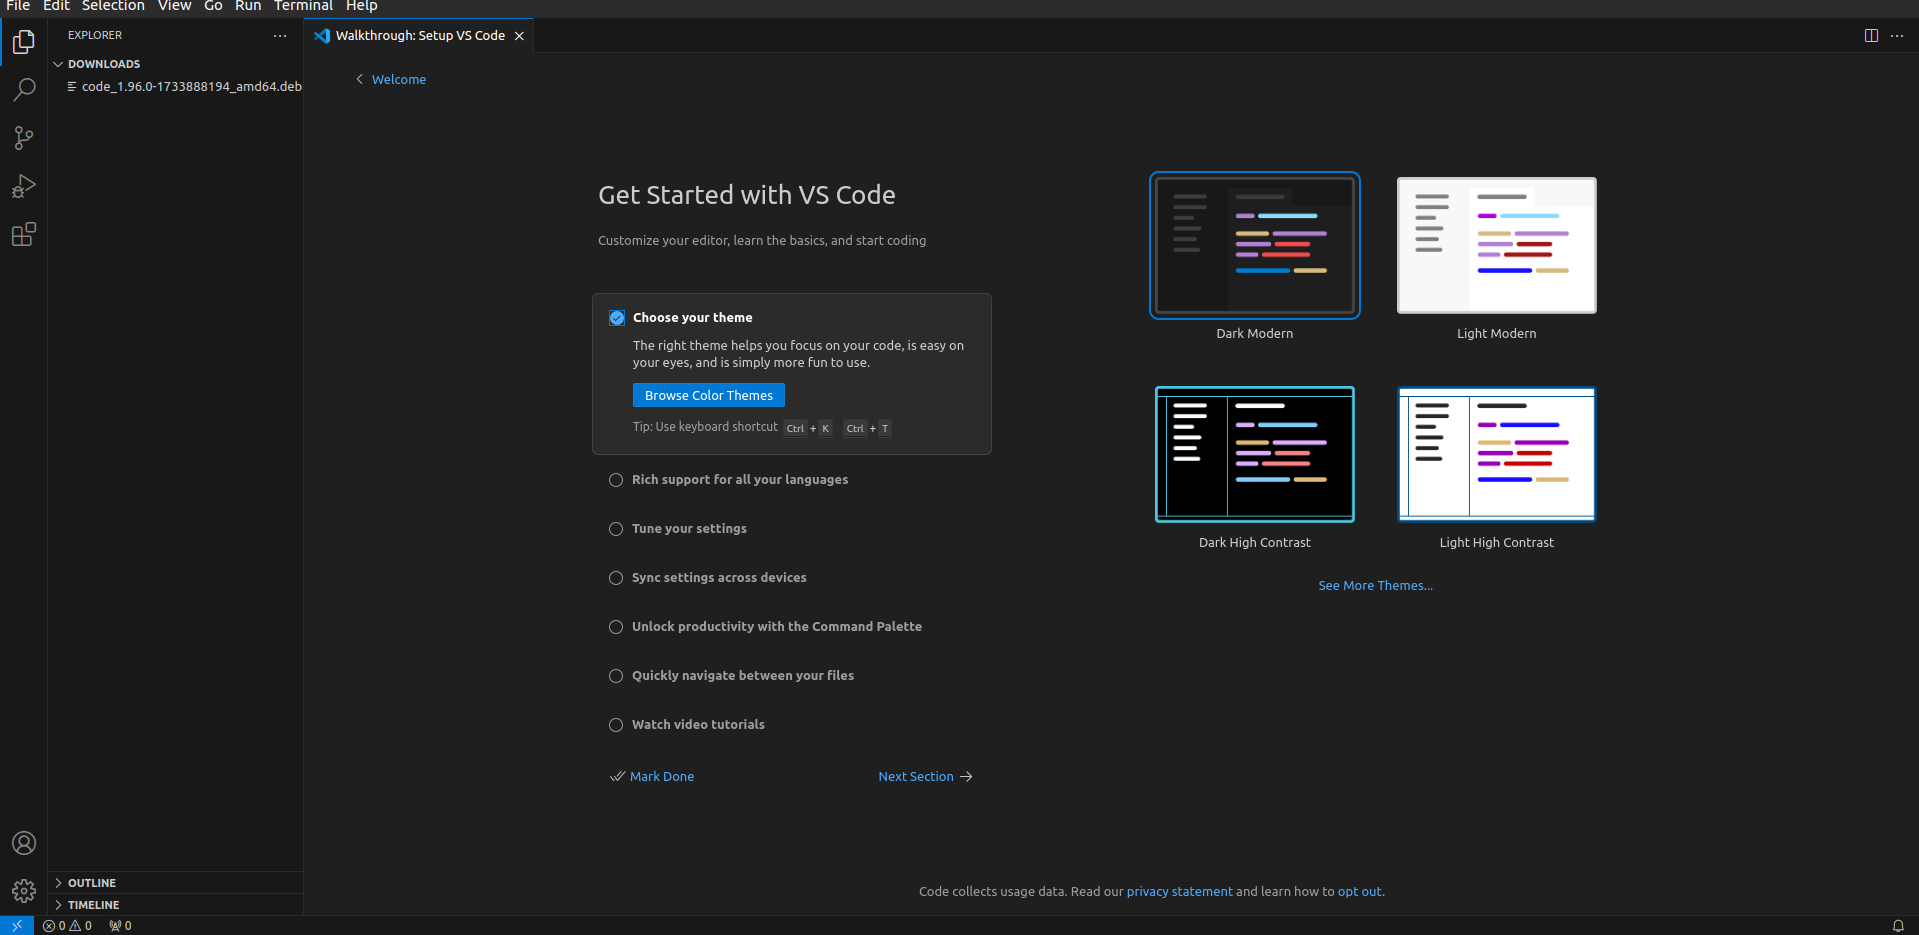 File Edit Selection View Go Run Terminal Help
EXPLORER
Walkthrough: Setup VS Code
DOWNLOADS
code_1.96.0-1733888194_amd64.deb
Welcome
Get Started with VS Code
Customize your editor, learn the basics, and start coding
Choose your theme
The right theme helps you focus on your code, is easy on
your eyes, and is simply more fun to use.
Browse Color Themes
Tip: Use keyboard shortcut Ctrl + K Ctrl + T
Rich support for all your languages
Tune your settings
Sync settings across devices
Unlock productivity with the Command Palette
Quickly navigate between your files
Watch video tutorials
Mark Done
Next Section
Dark Modern
Light Modern
Dark High Contrast
Light High Contrast
See More Themes...
OUTLINE
TIMELINE
Code collects usage data. Read our privacy statement and learn how to opt out.
0 0 0